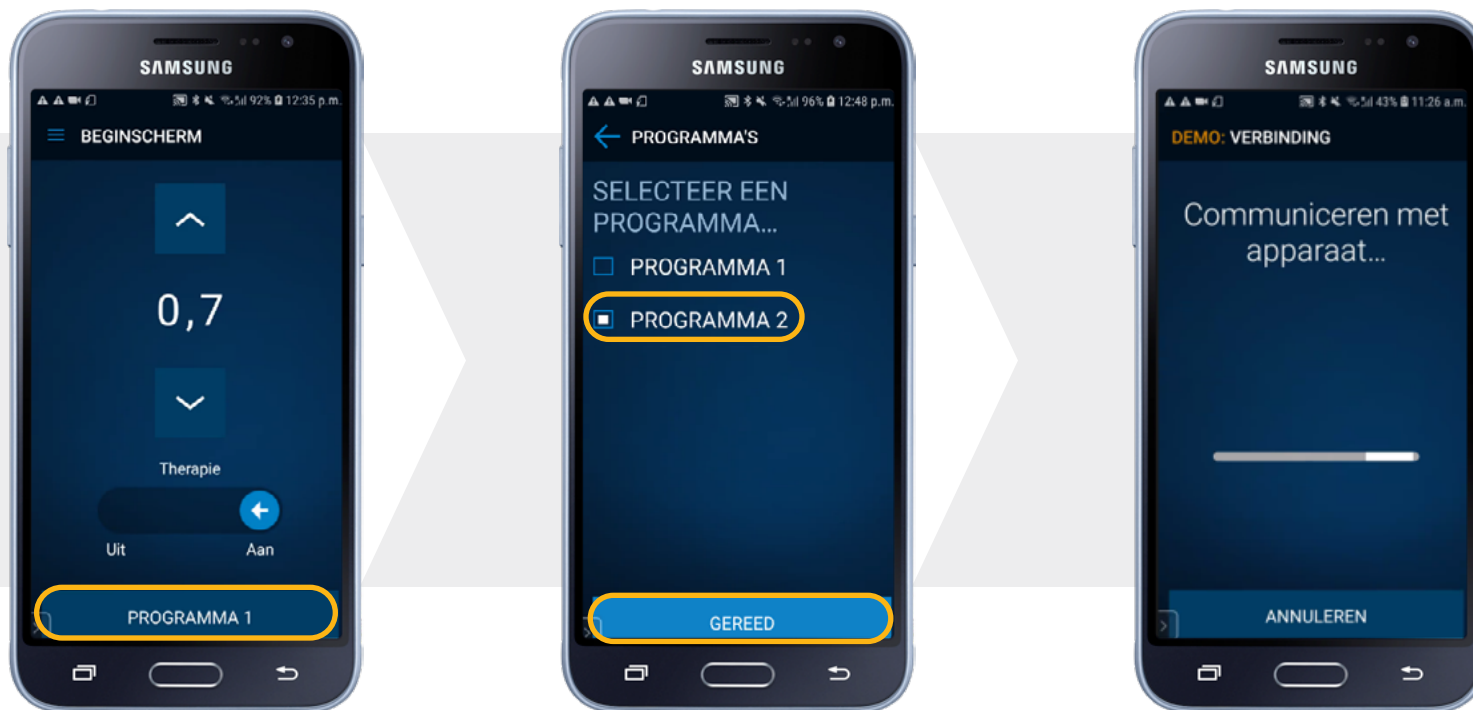 SAMSUNG
92% 12:35 p.m.
BEGINSCHERM
0,7
Therapie
Uit Aan
PROGRAMMA 1
SAMSUNG
96% 12:48 p.m.
PROGRAMMA'S
SELECTEER EEN
PROGRAMMA...
PROGRAMMA 1
PROGRAMMA 2
GEREED
SAMSUNG
43% 11:26 a.m.
DEMO: VERBINDING
Communiceren met
apparaat...
ANNULEREN